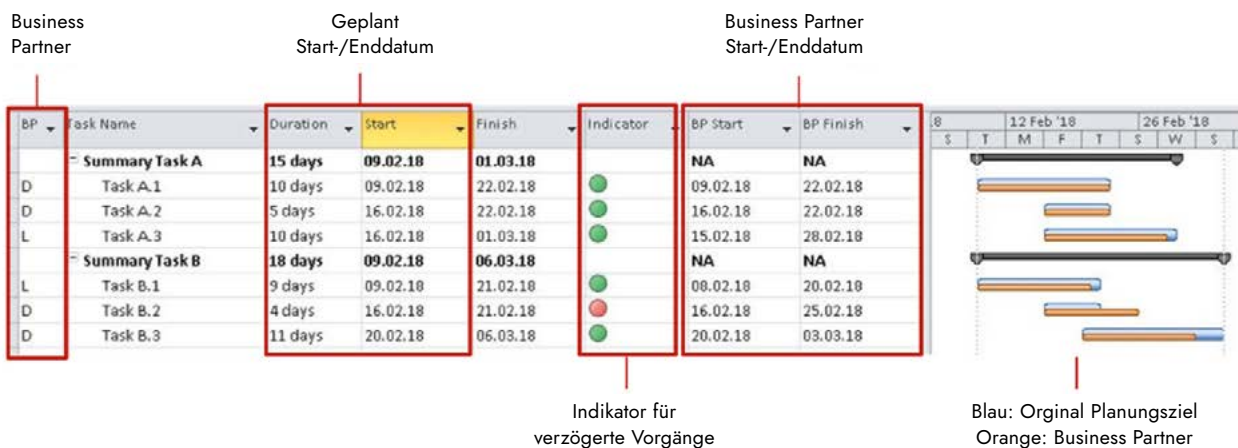 Business
Partner
Geplant
Start-/Enddatum
Business Partner
Start-/Enddatum
BP Task Name Duration Start Finish Indicator BP Start BP Finish .8 12 Feb '18 26 Feb '18
S T M F T S W S
Summary Task A 15 days 09.02.18 01.03.18 NA NA
D Task A.1 10 days 09.02.18 22.02.18 09.02.18 22.02.18
D Task A.2 5 days 16.02.18 22.02.18 16.02.18 22.02.18
L Task A.3 10 days 16.02.18 01.03.18 15.02.18 28.02.18
Summary Task B 18 days 09.02.18 06.03.18 NA NA
L Task B.1 9 days 09.02.18 21.02.18 08.02.18 20.02.18
D Task B.2 4 days 16.02.18 21.02.18 16.02.18 25.02.18
D Task B.3 11 days 20.02.18 06.03.18 20.02.18 03.03.18
Indikator für
verzögerte Vorgänge
Blau: Orginal Planungsziel
Orange: Business Partner